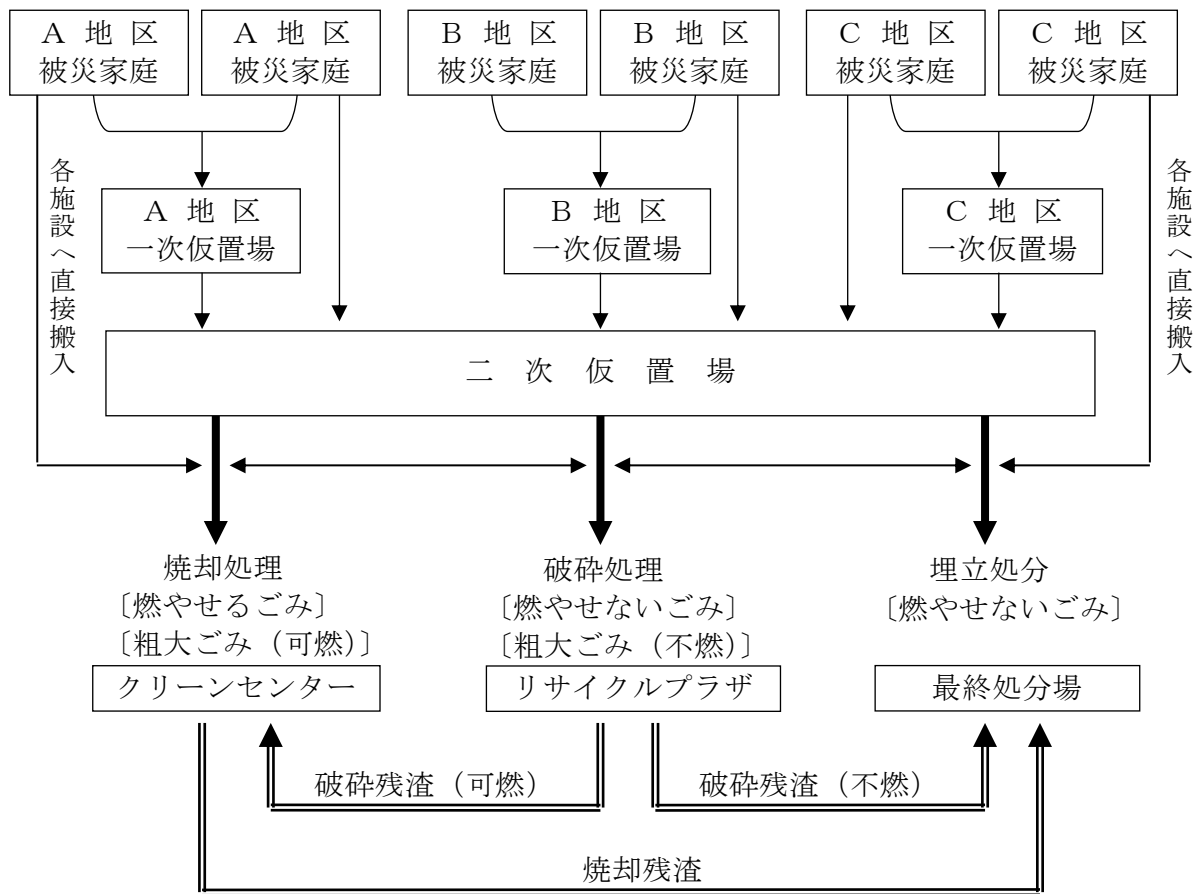 A 地 区
被災家庭
A 地 区
被災家庭
B 地 区
被災家庭
B 地 区
被災家庭
C 地 区
被災家庭
C 地 区
被災家庭
各施設へ直接搬入
各施設へ直接搬入
A 地 区
一次仮置場
B 地 区
一次仮置場
C 地 区
一次仮置場
二 次 仮 置 場
焼却処理
〔燃やせるごみ〕
〔粗大ごみ（可燃）〕
クリーンセンター
破砕処理
〔燃やせないごみ〕
〔粗大ごみ（不燃）〕
リサイクルプラザ
埋立処分
〔燃やせないごみ〕
最終処分場
破砕残渣（可燃）
破砕残渣（不燃）
焼却残渣